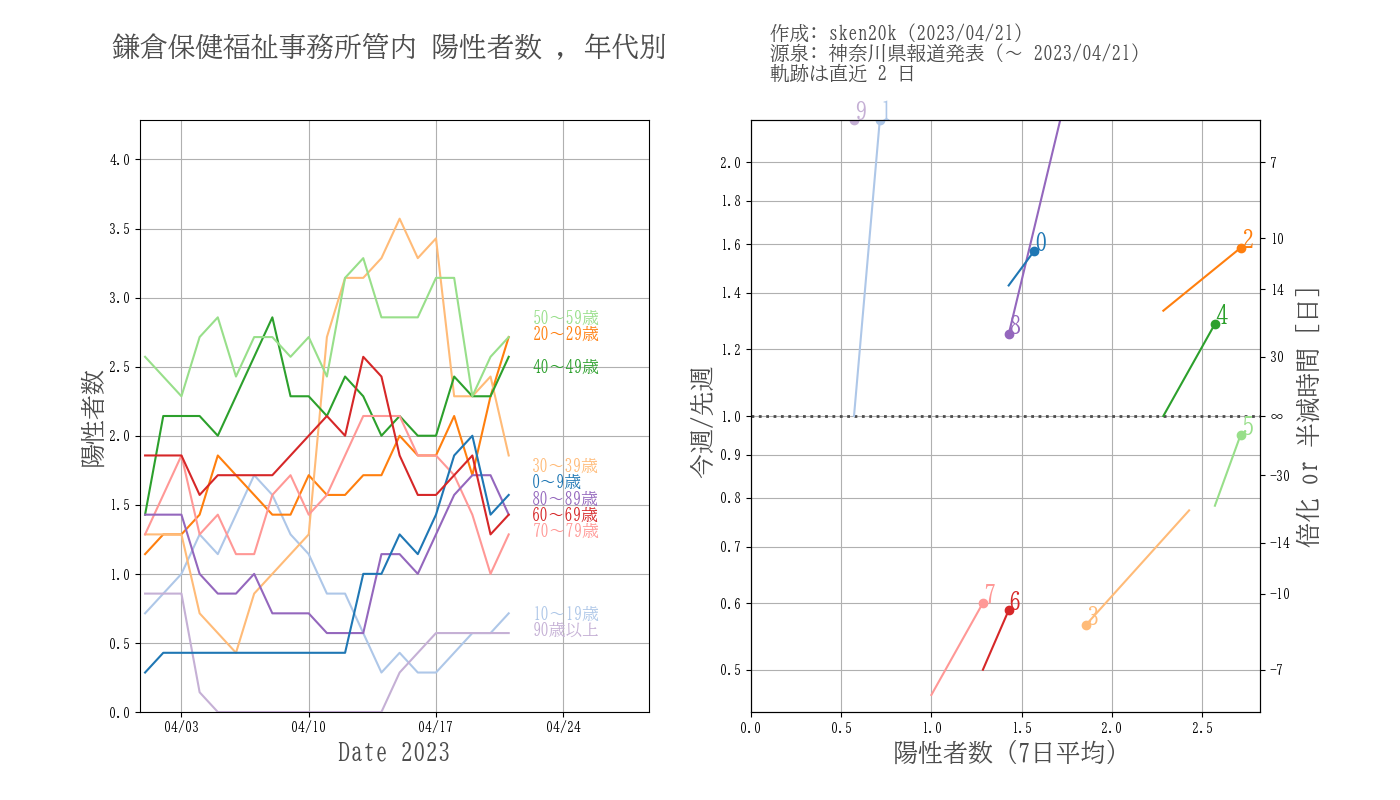 鎌倉保健福祉事務所管内 陽性者数 , 年代別
作成: sken20k (2023/04/21)
源泉: 神奈川県報道発表 (〜 2023/04/21)
軌跡は直近 2 日
4.0
3.5
3.0
2.5
2.0
1.5
1.0
0.5
0.0
陽性者数
04/03
04/10
04/17
04/24
Date 2023
50〜59歳
20〜29歳
40〜49歳
30〜39歳
0〜9歳
80〜89歳
60〜69歳
70〜79歳
10〜19歳
90歳以上
2.0
1.8
1.6
1.4
1.2
1.0
0.9
0.8
0.7
0.6
0.5
今週/先週
9
1
0
2
8
4
5
7
6
3
0.0
0.5
1.0
1.5
2.0
2.5
陽性者数 (7日平均)
7
10
14
30
∞
−30
−14
−10
−7
倍化 or 半減時間 [日]